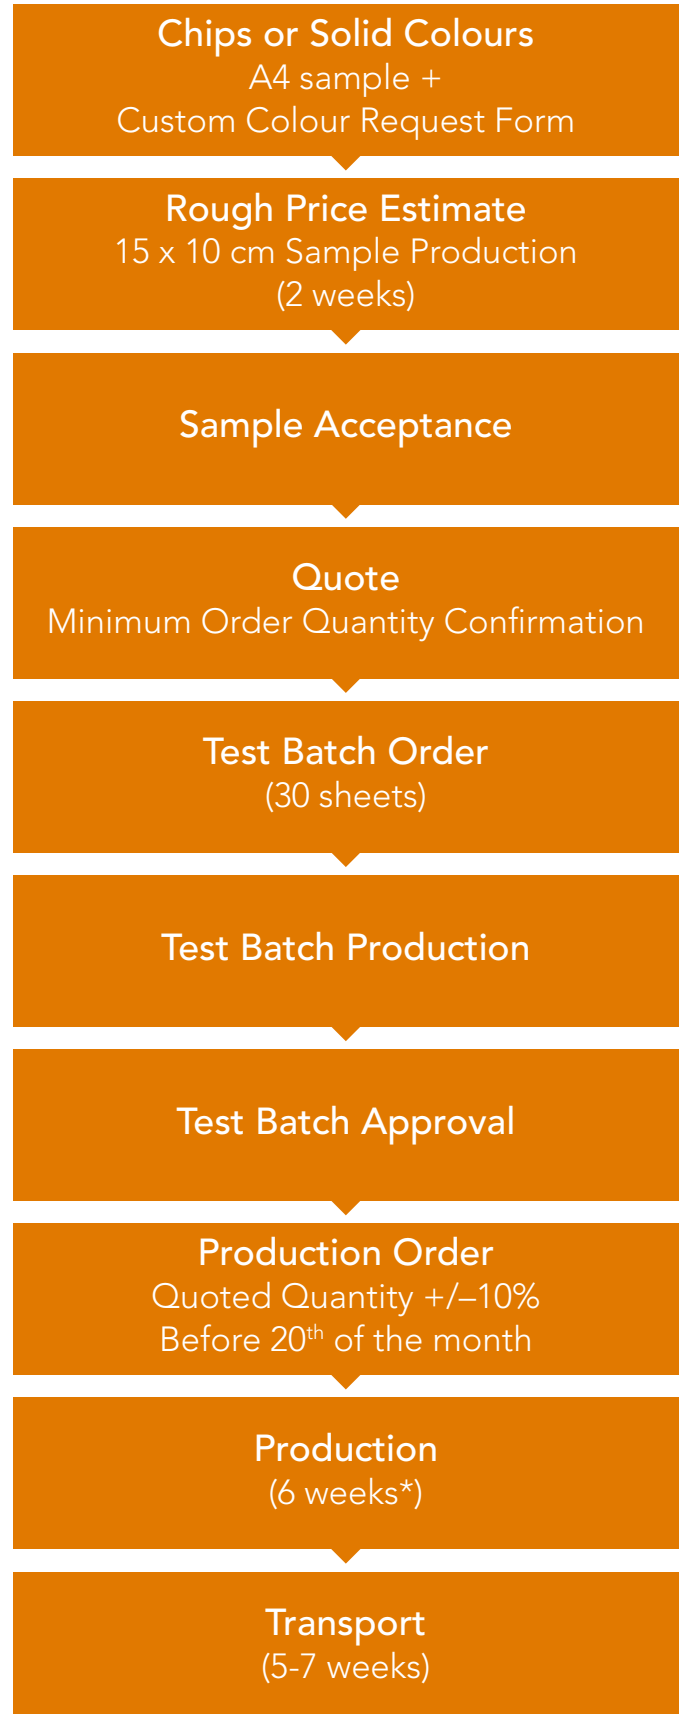 Chips or Solid Colours
A4 sample +
Custom Colour Request Form
Rough Price Estimate
15 x 10 cm Sample Production
(2 weeks)
Sample Acceptance
Quote
Minimum Order Quantity Confirmation
Test Batch Order
(30 sheets)
Test Batch Production
Test Batch Approval
Production Order
Quoted Quantity +/–10%
Before 20th of the month
Production
(6 weeks*)
Transport
(5-7 weeks)